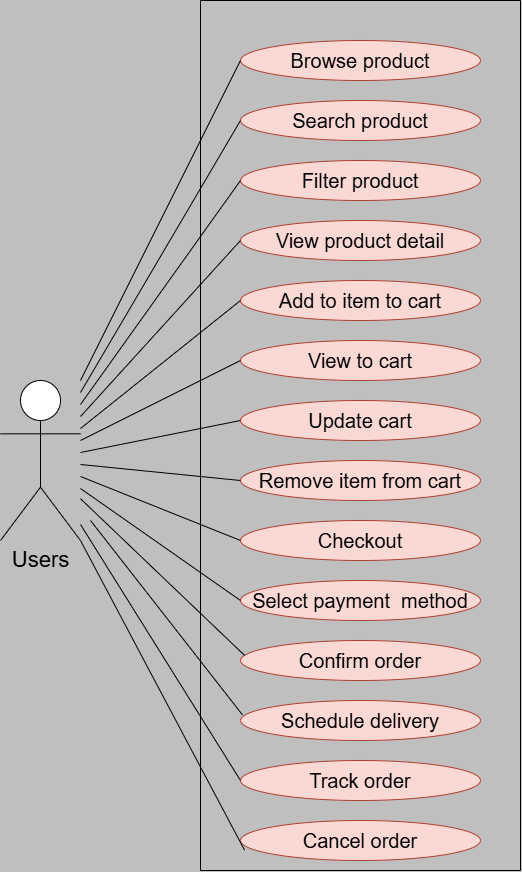 Browse product
Search product
Filter product
View product detail
Add to item to cart
View to cart
Update cart
Remove item from cart
Checkout
Users
Select payment  method
Confirm order
Schedule delivery
Track order
Cancel order